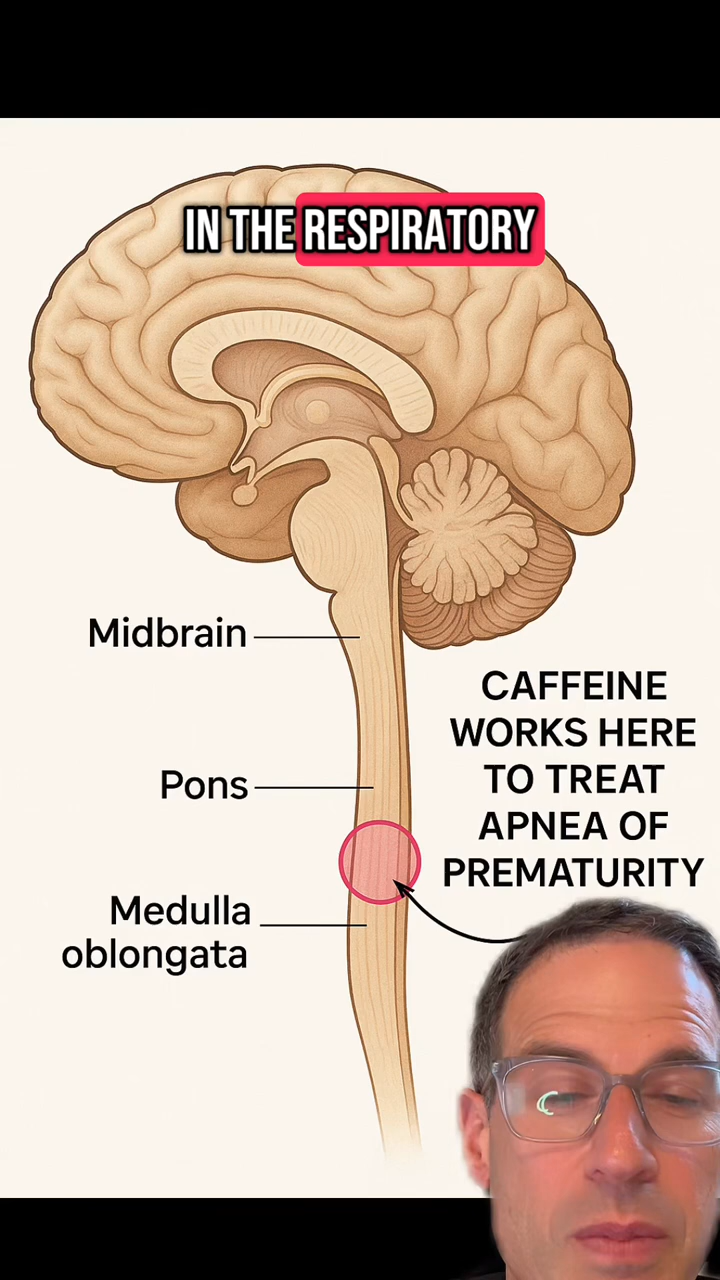 IN THE RESPIRATORY
Midbrain
CAFFEINE
WORKS HERE
TO TREAT
APNEA OF
PREMATURITY
Pons
Medulla
oblongata